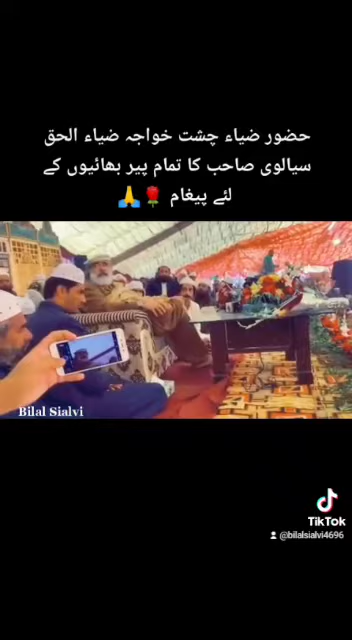 حضور ضیاء چشت خواجہ ضیاء الحق
سیالوی صاحب کا تمام پیر بھائیوں کے
لئے پیغام 🌹🙏
Bilal Sialvi
TikTok
@bilalsialvi4696